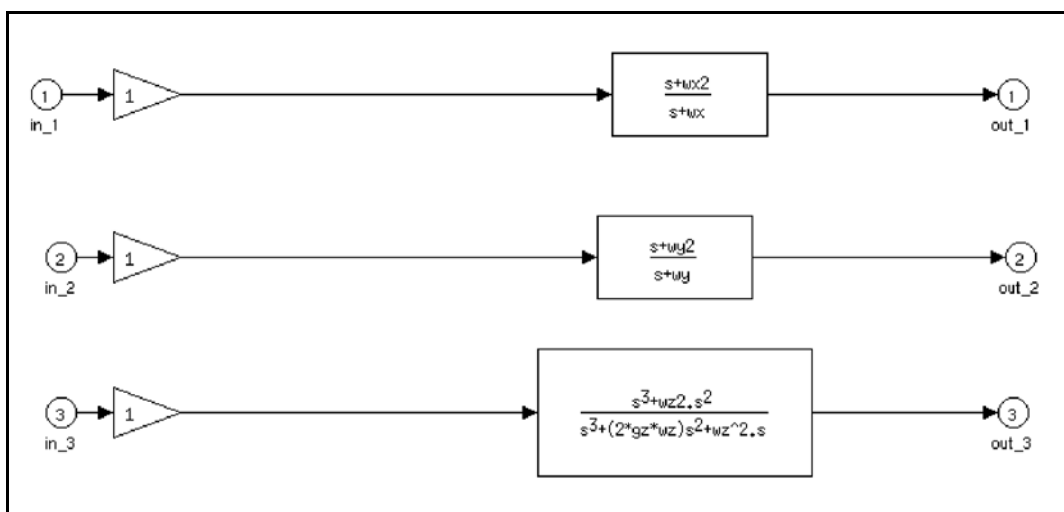 1
in_1
1
s+wx2
s+wx
1
out_1
2
in_2
1
s+wy2
s+wy
2
out_2
3
in_3
1
s3+wz2.s2
s3+(2*gz*wz)s2+wz^2.s
3
out_3